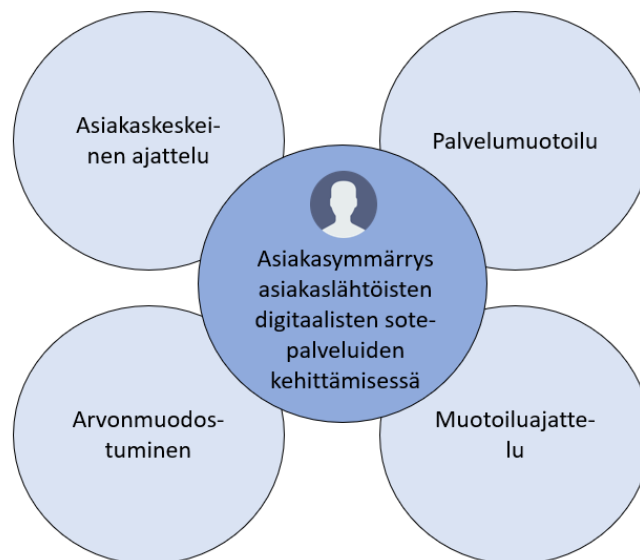 Asiakaskeskei-
nen ajattelu
Palvelumuotoilu
Asiakasymmärrys
asiakaslähtöisten
digitaalisten sote-
palveluiden
kehittämisessä
Arvonmuodos-
tuminen
Muotoiluajatte-
lu